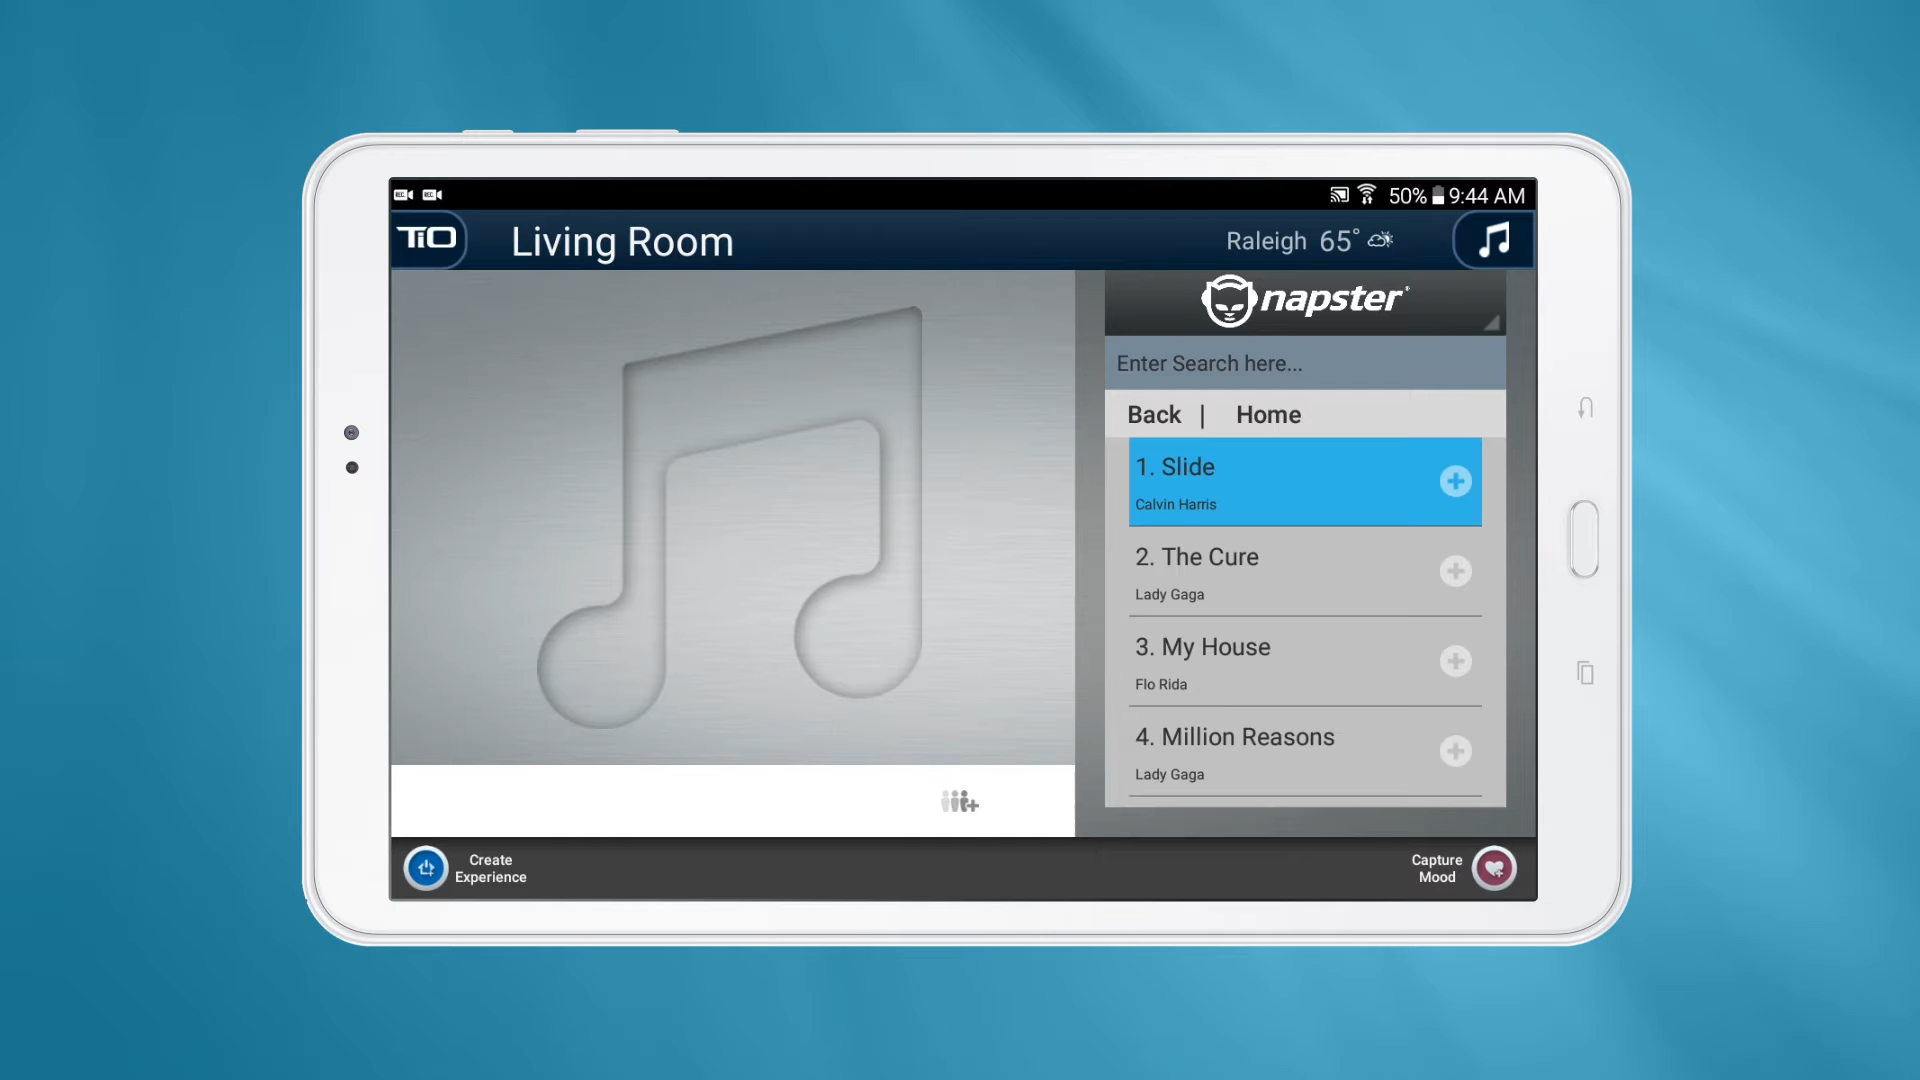 REC REC 50% 9:44 AM
TiO Living Room Raleigh 65°
napster
Enter Search here...
Back | Home
1. Slide
Calvin Harris
2. The Cure
Lady Gaga
3. My House
Flo Rida
4. Million Reasons
Lady Gaga
Create
Experience
Capture
Mood